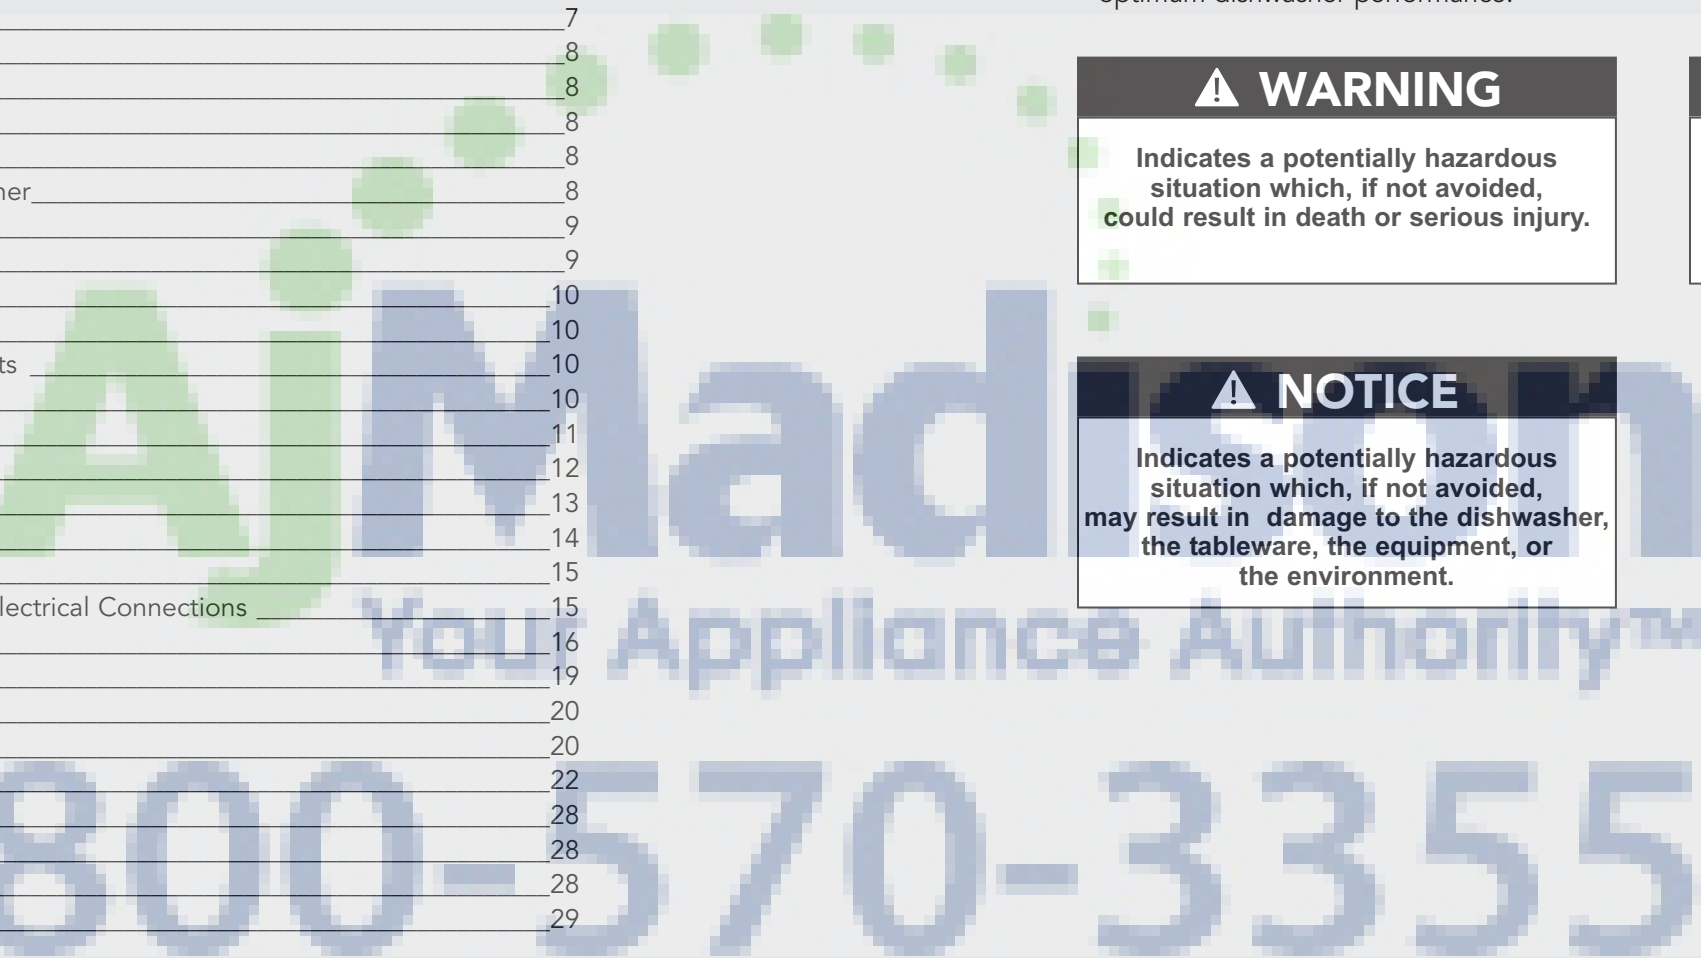 7
8
8
8
8
ner 8
9
9
10
10
ts 10
10
11
12
13
14
15
lectrical Connections 15
16
19
20
20
22
28
28
28
29
optimum dishwasher performance.
WARNING
Indicates a potentially hazardous
situation which, if not avoided,
could result in death or serious injury.
NOTICE
Indicates a potentially hazardous
situation which, if not avoided,
may result in damage to the dishwasher,
the tableware, the equipment, or
the environment.
AjMadison
Your Appliance Authority™
800-570-3355